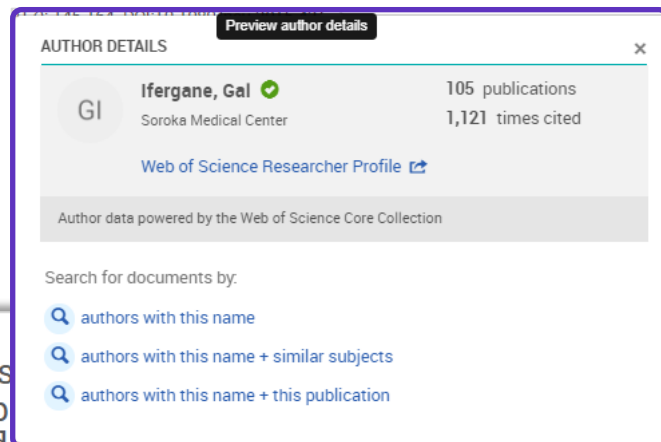 Preview author details
AUTHOR DETAILS
×
GI
Ifergane, Gal
105 publications
Soroka Medical Center
1,121 times cited
Web of Science Researcher Profile
Author data powered by the Web of Science Core Collection
Search for documents by:
authors with this name
authors with this name + similar subjects
authors with this name + this publication